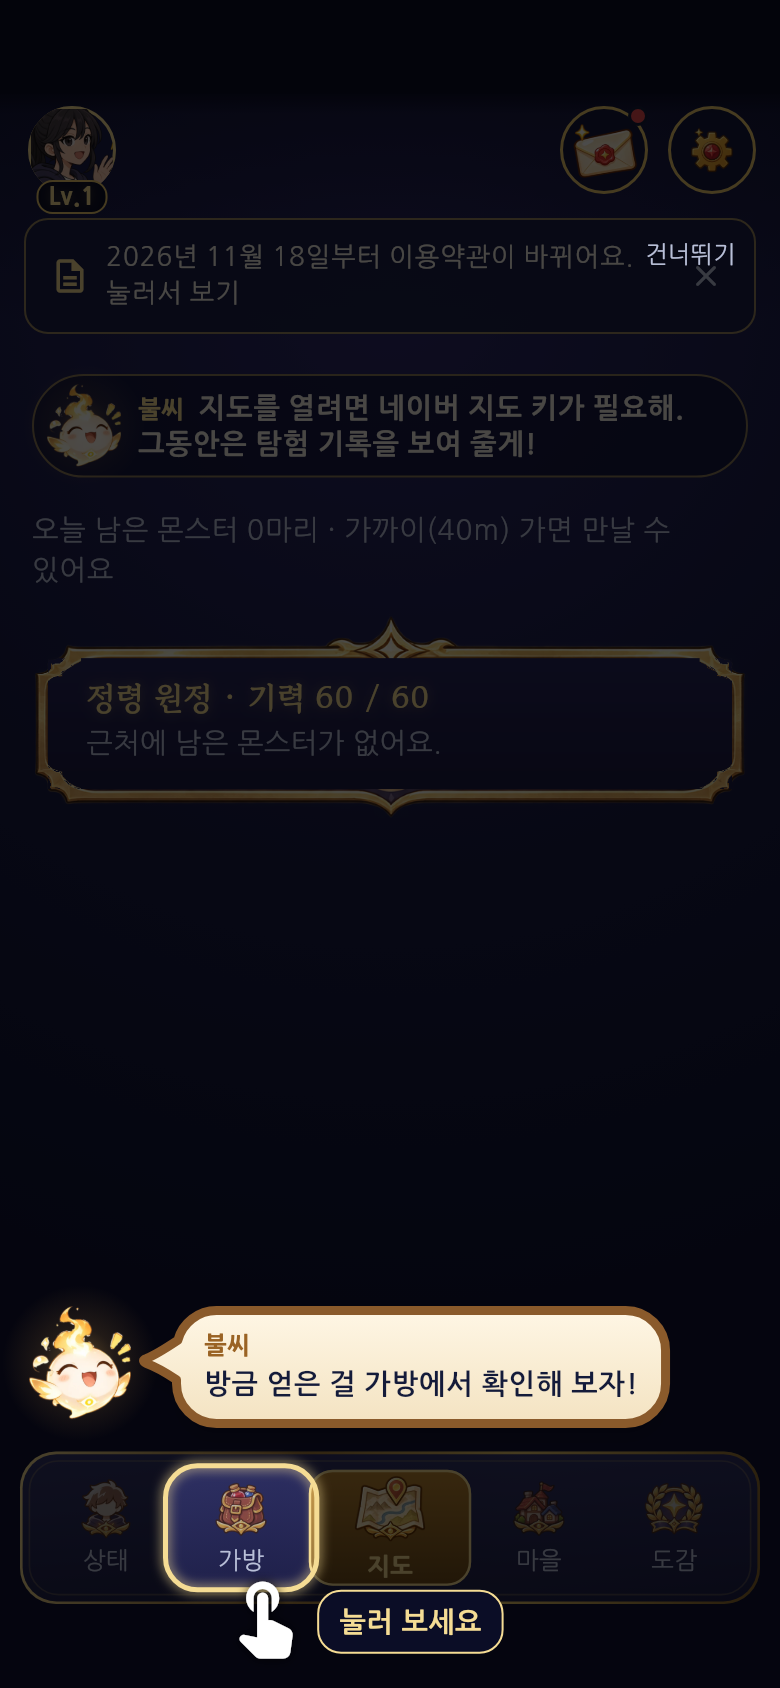 Lv.1
2026년 11월 18일부터 이용약관이 바뀌어요.
눌러서 보기
건너뛰기
불씨 지도를 열려면 네이버 지도 키가 필요해.
그동안은 탐험 기록을 보여 줄게!
오늘 남은 몬스터 0마리 · 가까이(40m) 가면 만날 수
있어요
정령 원정 · 기력 60 / 60
근처에 남은 몬스터가 없어요.
불씨
방금 얻은 걸 가방에서 확인해 보자!
상태
가방
지도
마을
도감
눌러 보세요